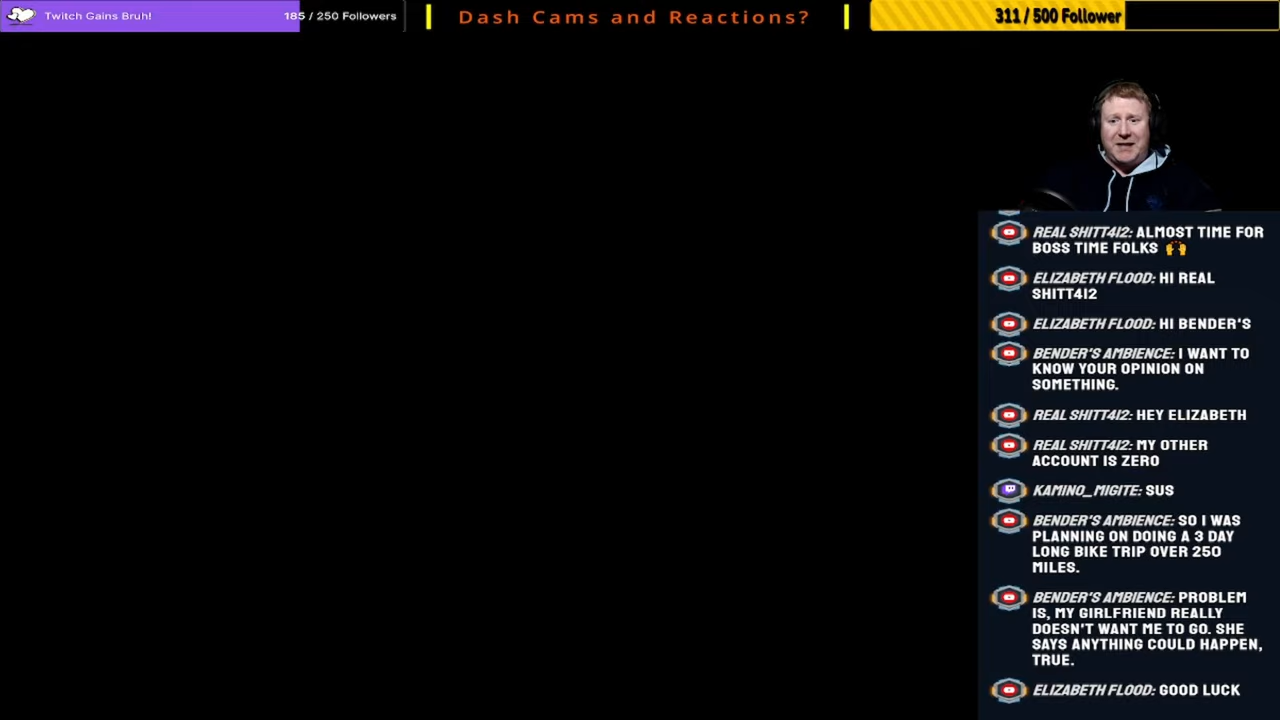 Twitch Gains Bruh!
185 / 250 Followers
Dash Cams and Reactions?
311 / 500 Follower
REAL SHITT412: ALMOST TIME FOR
BOSS TIME FOLKS 🙌
ELIZABETH FLOOD: HI REAL
SHITT412
ELIZABETH FLOOD: HI BENDER'S
BENDER'S AMBIENCE: I WANT TO
KNOW YOUR OPINION ON
SOMETHING.
REAL SHITT412: HEY ELIZABETH
REAL SHITT412: MY OTHER
ACCOUNT IS ZERO
KAMINO_MIGITE: SUS
BENDER'S AMBIENCE: SO I WAS
PLANNING ON DOING A 3 DAY
LONG BIKE TRIP OVER 250
MILES.
BENDER'S AMBIENCE: PROBLEM
IS, MY GIRLFRIEND REALLY
DOESN'T WANT ME TO GO. SHE
SAYS ANYTHING COULD HAPPEN,
TRUE.
ELIZABETH FLOOD: GOOD LUCK